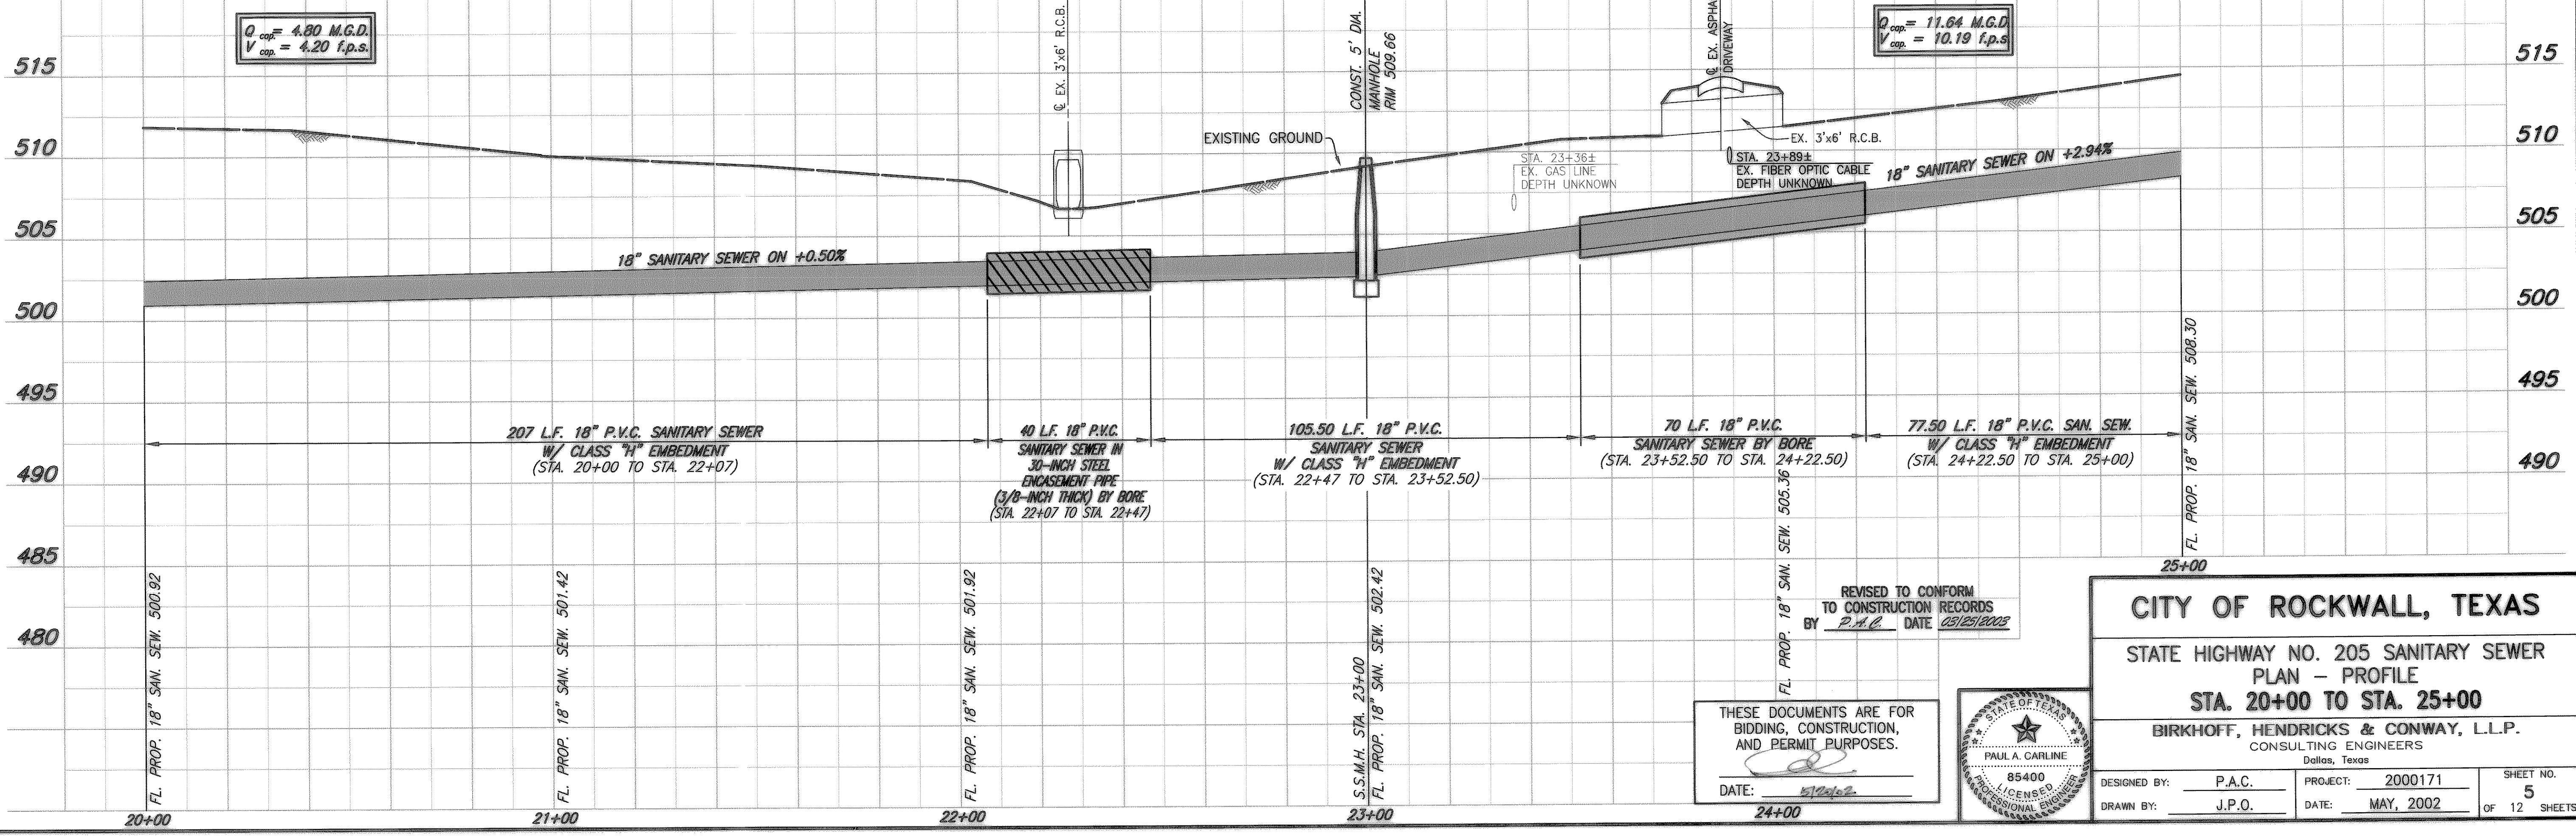 Q cap. = 4.80 M.G.D.
V cap. = 4.20 f.p.s.
℄ EX. 3'x6' R.C.B.
CONST. 5' DIA.
MANHOLE
RIM 509.66
℄ EX. ASPHA
DRIVEWAY
Q cap. = 11.64 M.G.D.
V cap. = 10.19 f.p.s.
515
515
510
EXISTING GROUND
EX. 3'x6' R.C.B.
510
STA. 23+36±
EX. GAS LINE
DEPTH UNKNOWN
STA. 23+89±
EX. FIBER OPTIC CABLE
DEPTH UNKNOWN
18" SANITARY SEWER ON +2.94%
505
505
18" SANITARY SEWER ON +0.50%
500
500
495
495
207 L.F. 18" P.V.C. SANITARY SEWER
W/ CLASS "H" EMBEDMENT
(STA. 20+00 TO STA. 22+07)
40 L.F. 18" P.V.C.
SANITARY SEWER IN
30-INCH STEEL
ENCASEMENT PIPE
(3/8-INCH THICK) BY BORE
(STA. 22+07 TO STA. 22+47)
105.50 L.F. 18" P.V.C.
SANITARY SEWER
W/ CLASS "H" EMBEDMENT
(STA. 22+47 TO STA. 23+52.50)
70 L.F. 18" P.V.C.
SANITARY SEWER BY BORE
(STA. 23+52.50 TO STA. 24+22.50)
77.50 L.F. 18" P.V.C. SAN. SEW.
W/ CLASS "H" EMBEDMENT
(STA. 24+22.50 TO STA. 25+00)
490
490
485
480
FL. PROP. 18" SAN. SEW. 500.92
FL. PROP. 18" SAN. SEW. 501.42
FL. PROP. 18" SAN. SEW. 501.92
S.S.M.H. STA. 23+00
FL. PROP. 18" SAN. SEW. 502.42
FL. PROP. 18" SAN. SEW. 505.36
FL. PROP. 18" SAN. SEW. 508.30
20+00
21+00
22+00
23+00
24+00
25+00
REVISED TO CONFORM
TO CONSTRUCTION RECORDS
BY P.A.C. DATE 03/25/2003
THESE DOCUMENTS ARE FOR
BIDDING, CONSTRUCTION,
AND PERMIT PURPOSES.
DATE: 5/20/02
STATE OF TEXAS
PAUL A. CARLINE
85400
LICENSED
PROFESSIONAL ENGINEER
CITY OF ROCKWALL, TEXAS
STATE HIGHWAY NO. 205 SANITARY SEWER
PLAN – PROFILE
STA. 20+00 TO STA. 25+00
BIRKHOFF, HENDRICKS & CONWAY, L.L.P.
CONSULTING ENGINEERS
Dallas, Texas
DESIGNED BY: P.A.C.
PROJECT: 2000171
SHEET NO.
5
DRAWN BY: J.P.O.
DATE: MAY, 2002
OF 12 SHEETS